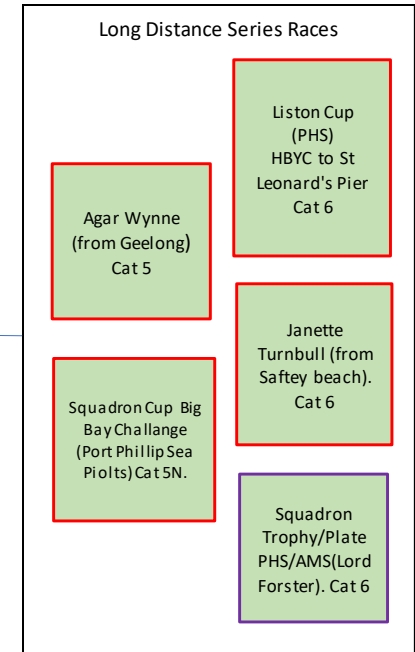 Long Distance Series Races
Liston Cup
(PHS)
HBYC to St
Leonard's Pier
Cat 6
Agar Wynne
(from Geelong)
Cat 5
Janette
Turnbull (from
Saftey beach).
Cat 6
Squadron Cup Big
Bay Challange
(Port Phillip Sea
Piolts) Cat 5N.
Squadron
Trophy/Plate
PHS/AMS(Lord
Forster). Cat 6